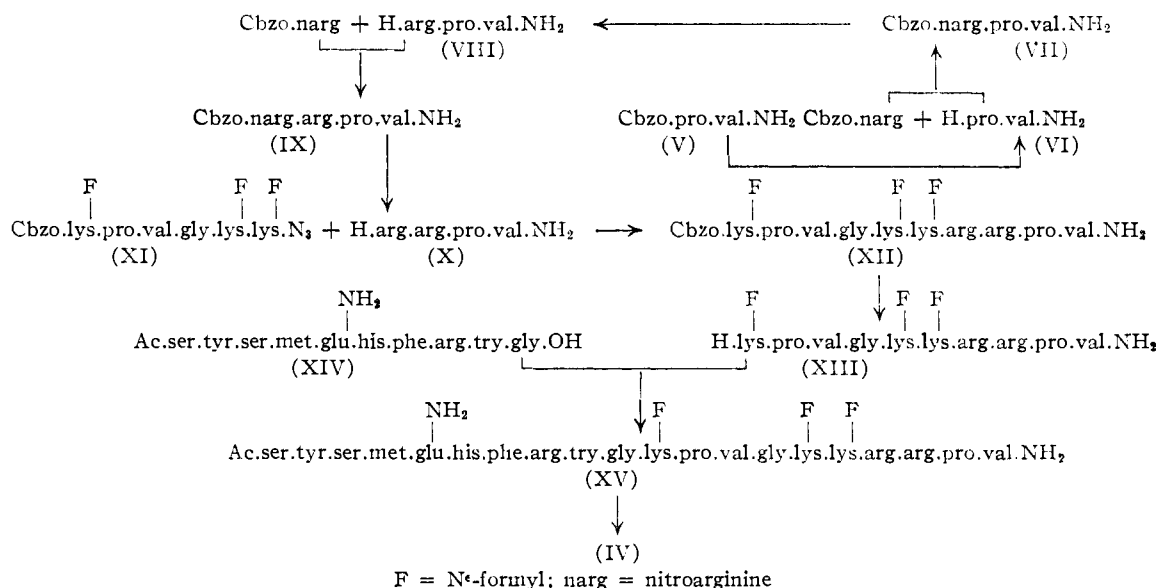 Cbzo.narg + H.arg.pro.val.NH₂ Cbzo.narg.pro.val.NH₂
(VIII) (VII)
Cbzo.narg.arg.pro.val.NH₂ Cbzo.pro.val.NH₂ Cbzo.narg + H.pro.val.NH₂
(IX) (V) (VI)
F F F F F F
Cbzo.lys.pro.val.gly.lys.lys.N₃ + H.arg.arg.pro.val.NH₂ Cbzo.lys.pro.val.gly.lys.lys.arg.arg.pro.val.NH₂
(XI) (X) (XII)
NH₂ F F F
Ac.ser.tyr.ser.met.glu.his.phe.arg.try.gly.OH H.lys.pro.val.gly.lys.lys.arg.arg.pro.val.NH₂
(XIV) (XIII)
NH₂ F F F
Ac.ser.tyr.ser.met.glu.his.phe.arg.try.gly.lys.pro.val.gly.lys.lys.arg.arg.pro.val.NH₂
(XV)
(IV)
F = Nᵋ-formyl; narg = nitroarginine